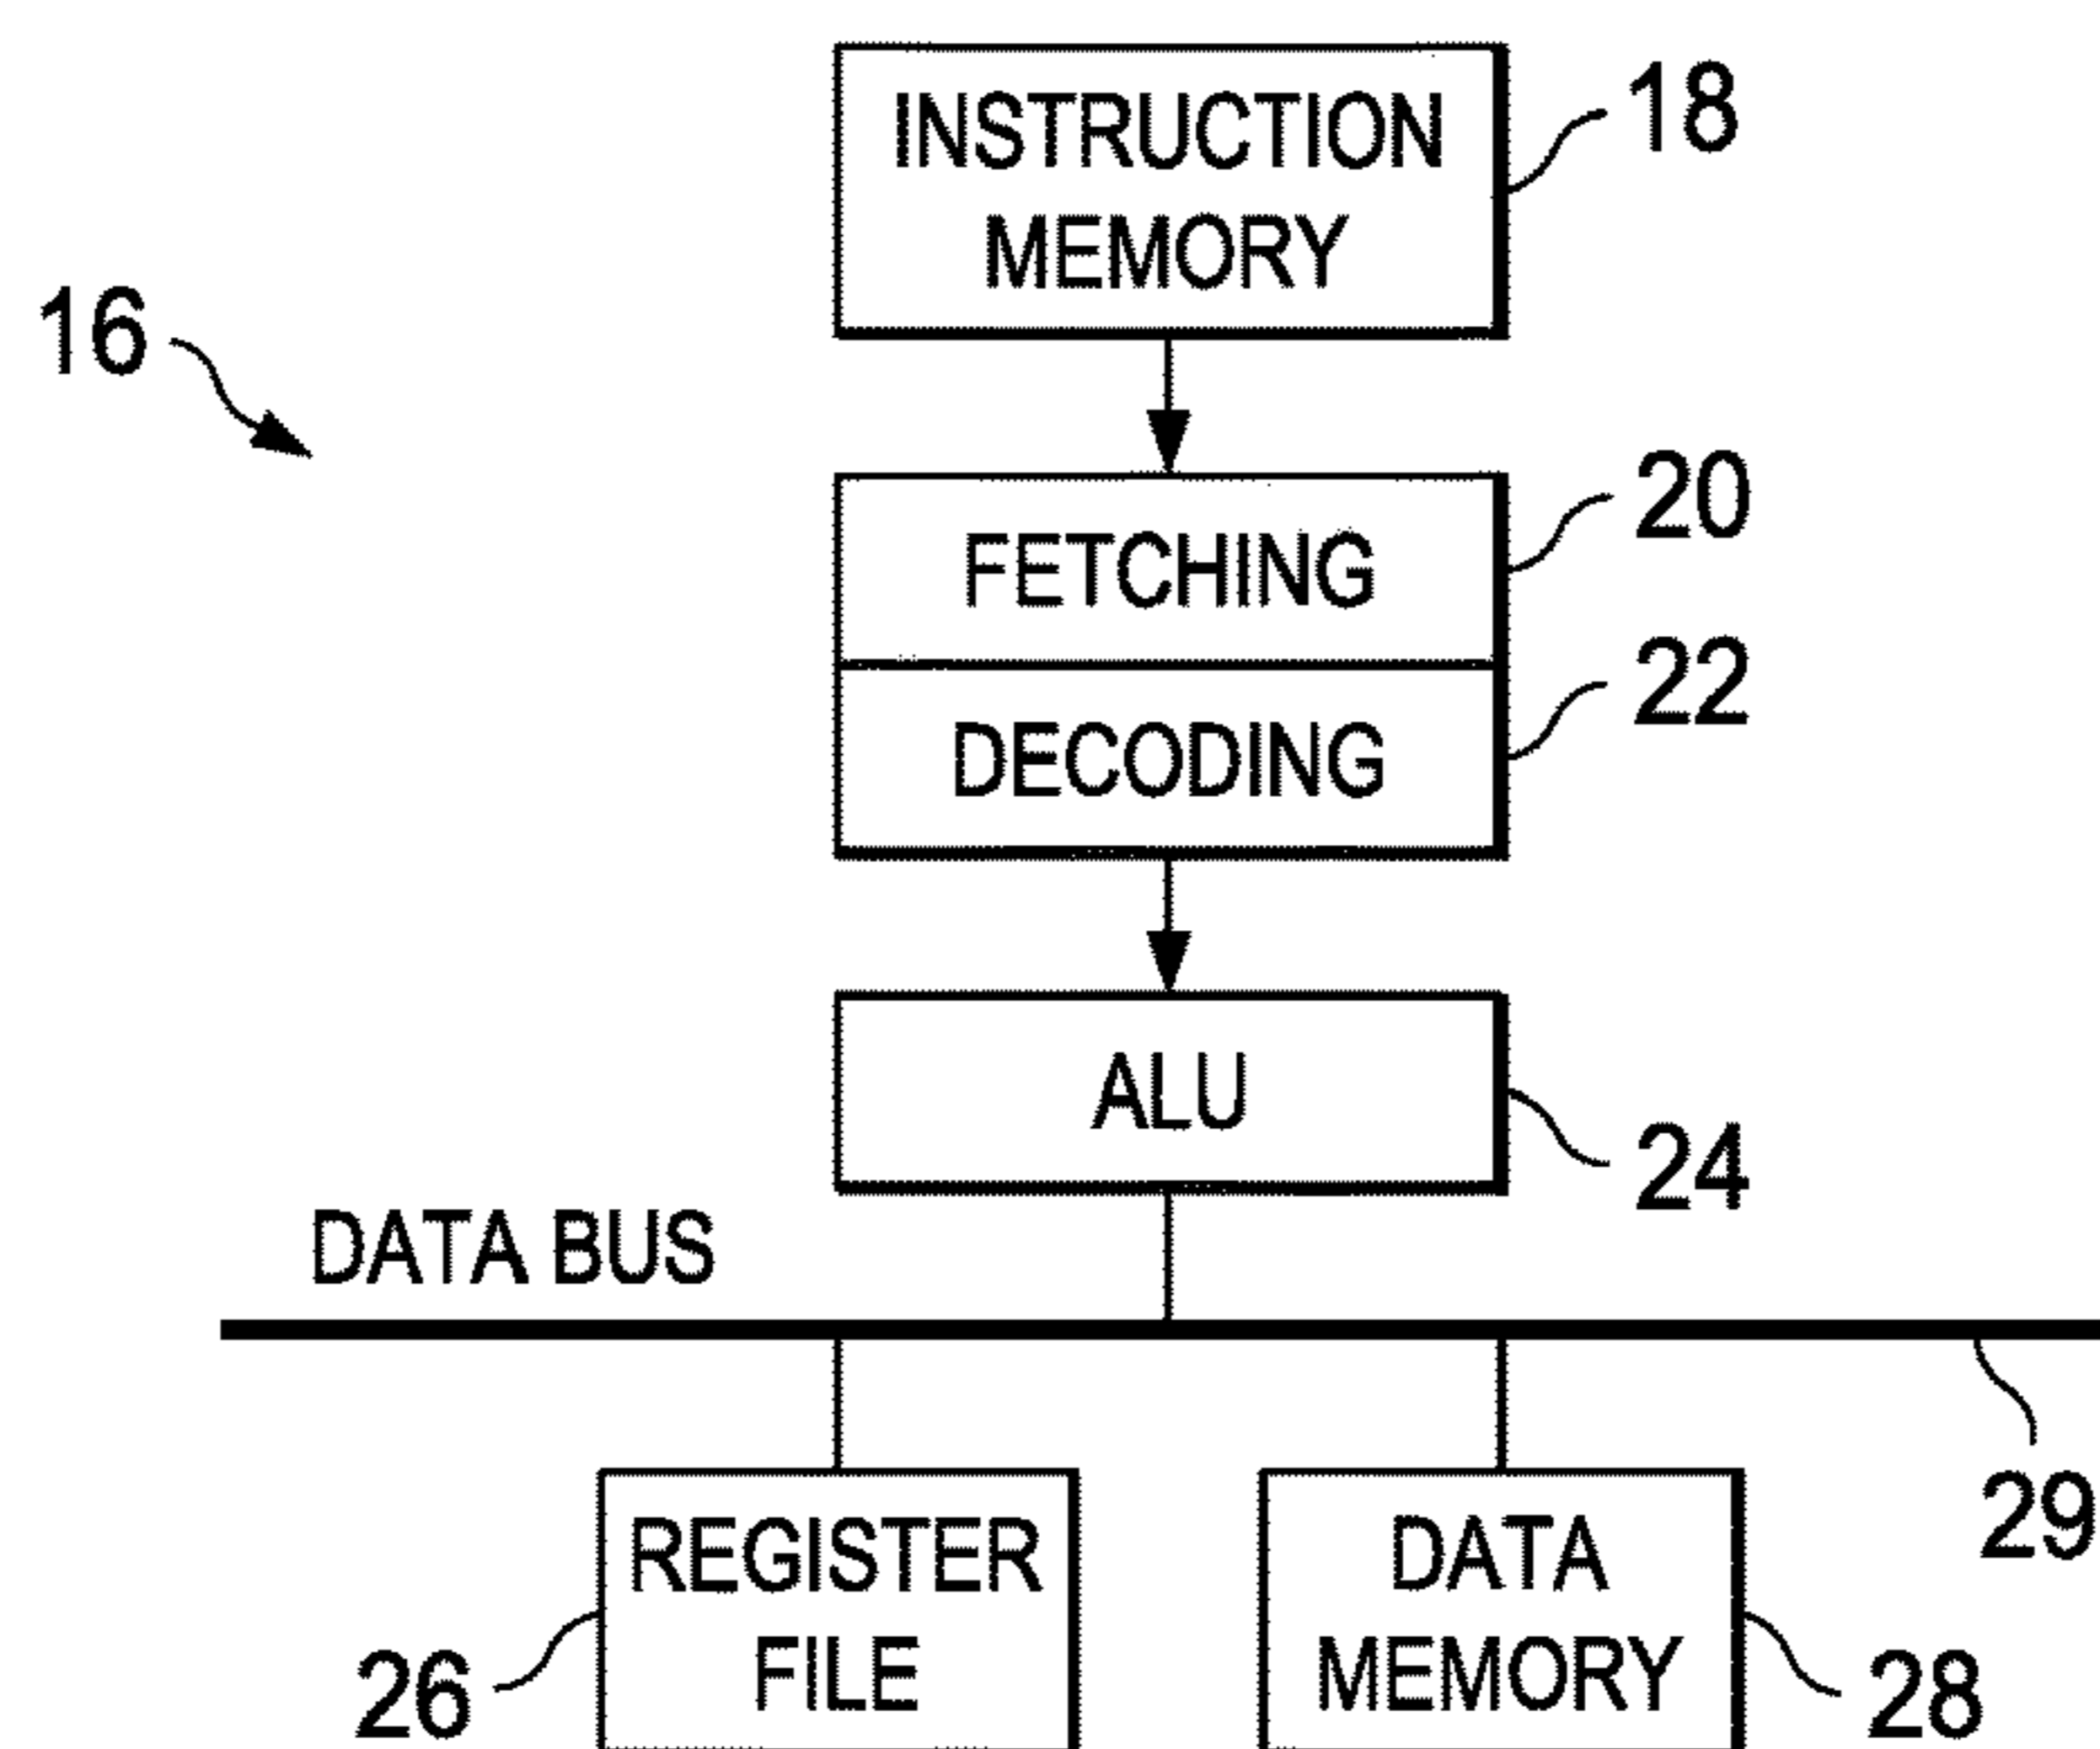 INSTRUCTION
MEMORY
18
16
FETCHING
20
DECODING
22
ALU
24
DATA BUS
29
REGISTER
FILE
26
DATA
MEMORY
28